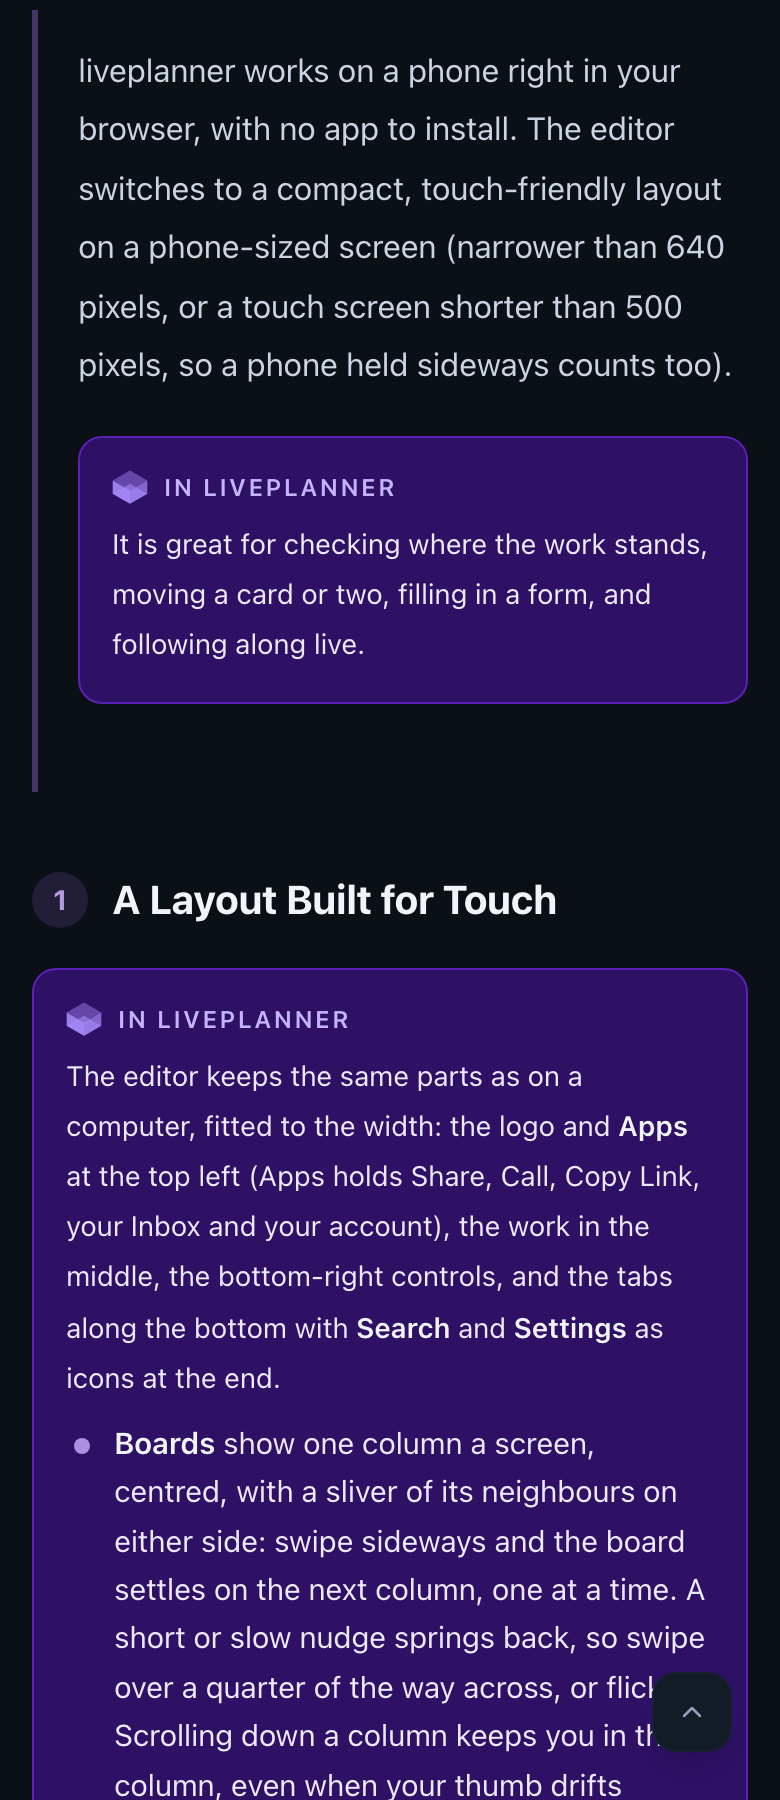 liveplanner works on a phone right in your
browser, with no app to install. The editor
switches to a compact, touch-friendly layout
on a phone-sized screen (narrower than 640
pixels, or a touch screen shorter than 500
pixels, so a phone held sideways counts too).
IN LIVEPLANNER
It is great for checking where the work stands,
moving a card or two, filling in a form, and
following along live.
1 A Layout Built for Touch
IN LIVEPLANNER
The editor keeps the same parts as on a
computer, fitted to the width: the logo and Apps
at the top left (Apps holds Share, Call, Copy Link,
your Inbox and your account), the work in the
middle, the bottom-right controls, and the tabs
along the bottom with Search and Settings as
icons at the end.
Boards show one column a screen,
centred, with a sliver of its neighbours on
either side: swipe sideways and the board
settles on the next column, one at a time. A
short or slow nudge springs back, so swipe
over a quarter of the way across, or
Scrolling down a column keeps you in
column, even when your thumb drifts